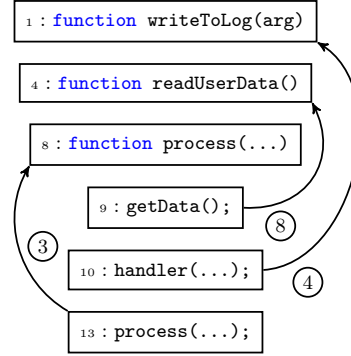 1 : function writeToLog(arg)
4 : function readUserData()
8 : function process(...)
9 : getData();
8
3
10 : handler(...);
4
13 : process(...);